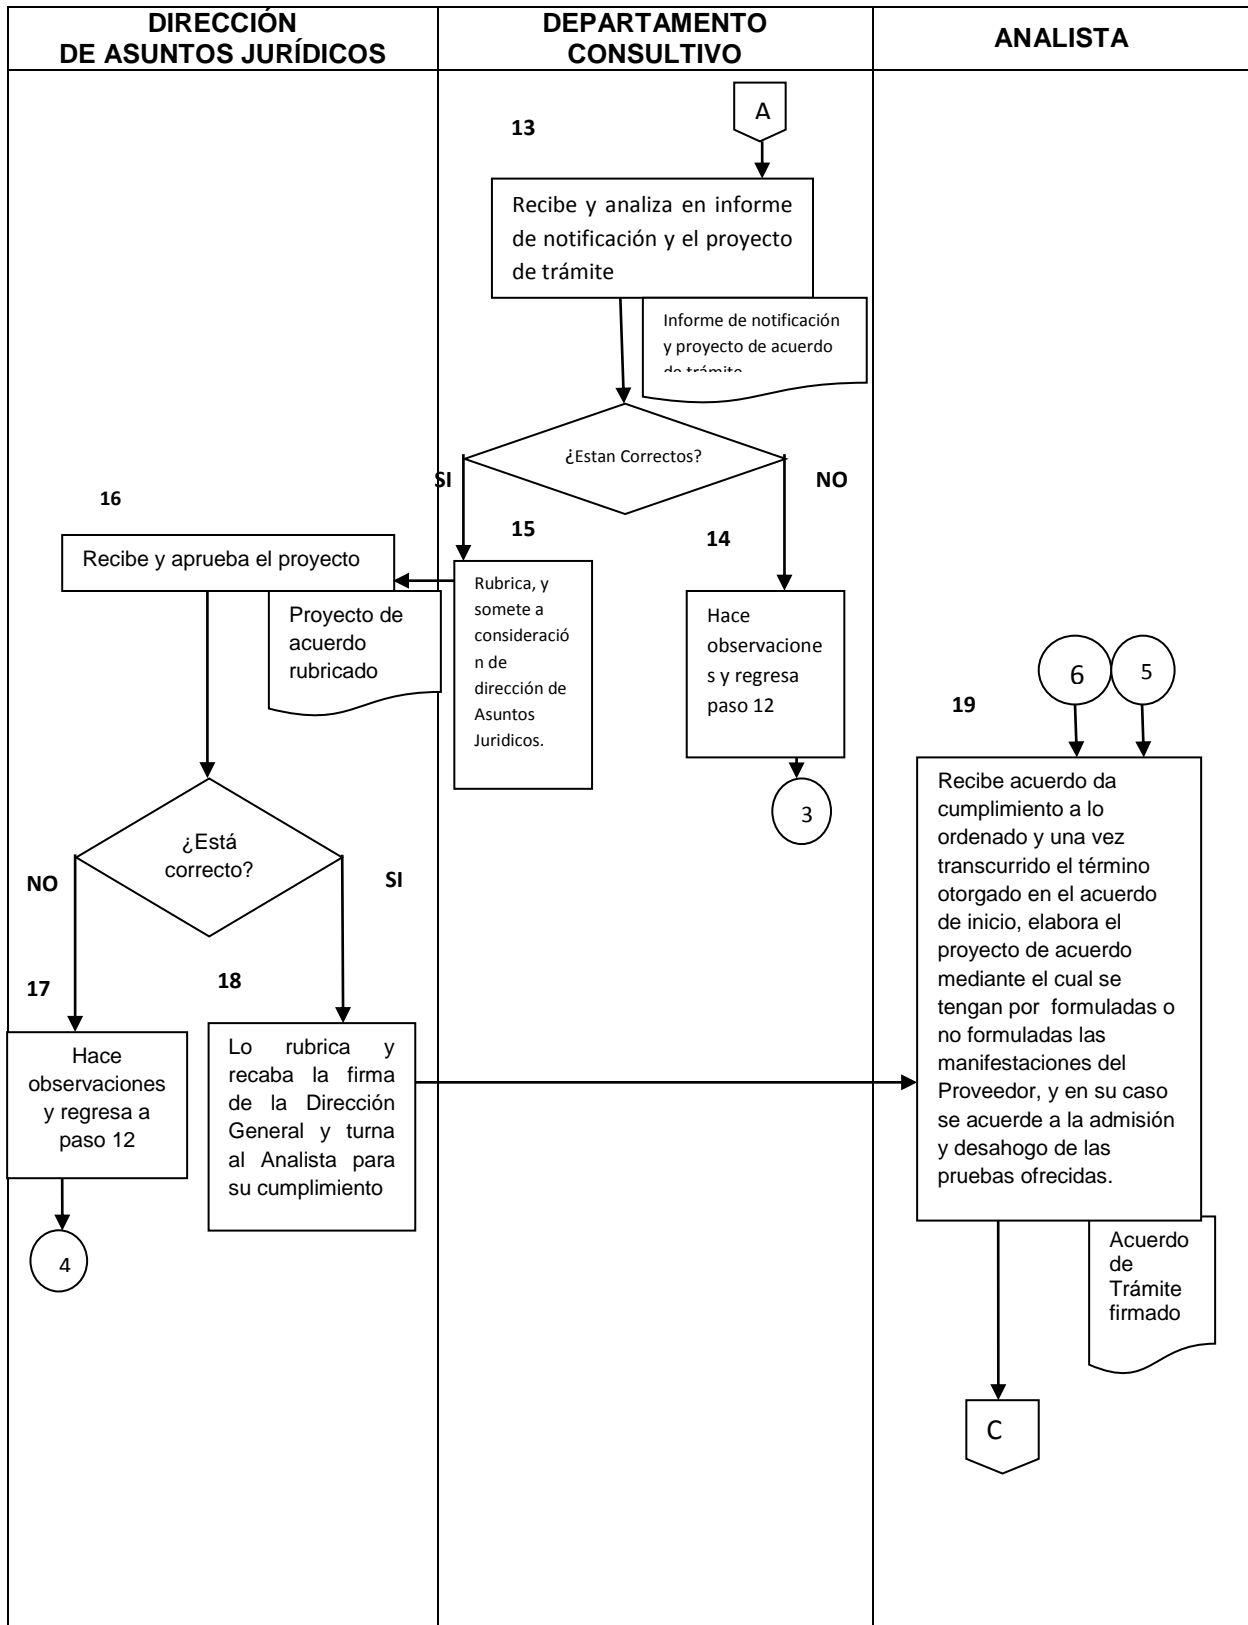 DIRECCIÓN
DE ASUNTOS JURÍDICOS
DEPARTAMENTO
CONSULTIVO
ANALISTA
A
13
Recibe y analiza en informe
de notificación y el proyecto
de trámite
Informe de notificación
y proyecto de acuerdo
de trámite
¿Estan Correctos?
SI
NO
16
15
14
Recibe y aprueba el proyecto
Proyecto de
acuerdo
rubricado
Rubrica, y
somete a
consideració
n de
dirección de
Asuntos
Juridicos.
Hace
observacione
s y regresa
paso 12
3
¿Está
correcto?
NO
SI
17
18
Hace
observaciones
y regresa a
paso 12
4
Lo rubrica y
recaba la firma
de la Dirección
General y turna
al Analista para
su cumplimiento
6
5
19
Recibe acuerdo da
cumplimiento a lo
ordenado y una vez
transcurrido el término
otorgado en el acuerdo
de inicio, elabora el
proyecto de acuerdo
mediante el cual se
tengan por formuladas o
no formuladas las
manifestaciones del
Proveedor, y en su caso
se acuerde a la admisión
y desahogo de las
pruebas ofrecidas.
Acuerdo
de
Trámite
firmado
C